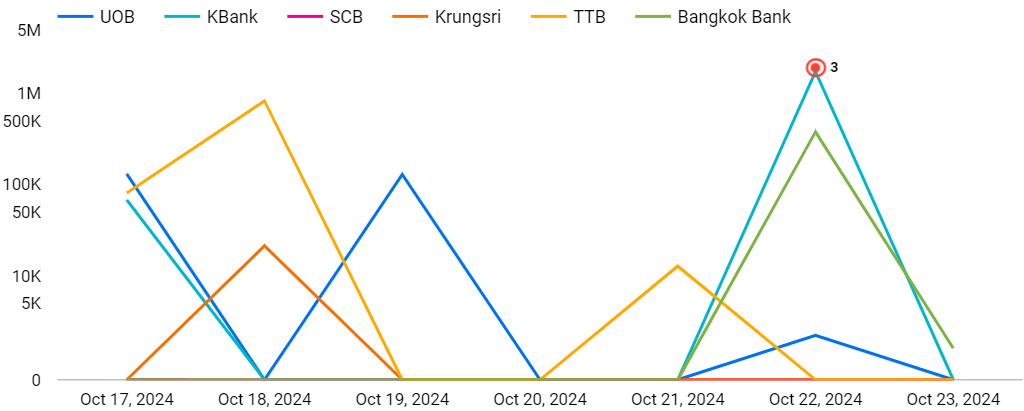 UOB KBank SCB Krungsri TTB Bangkok Bank
5M
3
1M
500K
100K
50K
10K
5K
0
Oct 17, 2024 Oct 18, 2024 Oct 19, 2024 Oct 20, 2024 Oct 21, 2024 Oct 22, 2024 Oct 23, 2024